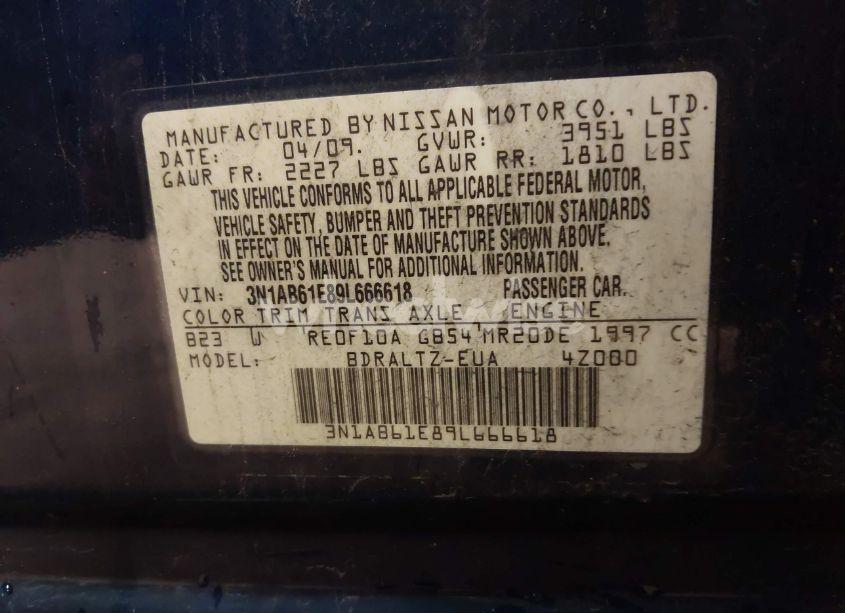 MANUFACTURED BY NISSAN MOTOR CO., LTD.
DATE: 04/09. GVWR: 3951 LBS
GAWR FR: 2227 LBS GAWR RR: 1810 LBS
THIS VEHICLE CONFORMS TO ALL APPLICABLE FEDERAL MOTOR,
VEHICLE SAFETY, BUMPER AND THEFT PREVENTION STANDARDS
IN EFFECT ON THE DATE OF MANUFACTURE SHOWN ABOVE.
SEE OWNER'S MANUAL FOR ADDITIONAL INFORMATION.
VIN: 3N1AB61E89L666618 PASSENGER CAR.
COLOR TRIM TRANS AXLE ENGINE
B23 W RE0F10A GB54 MR20DE 1997 CC
MODEL: BDRALTZ-EUA 4Z000
3N1AB61E89L666618